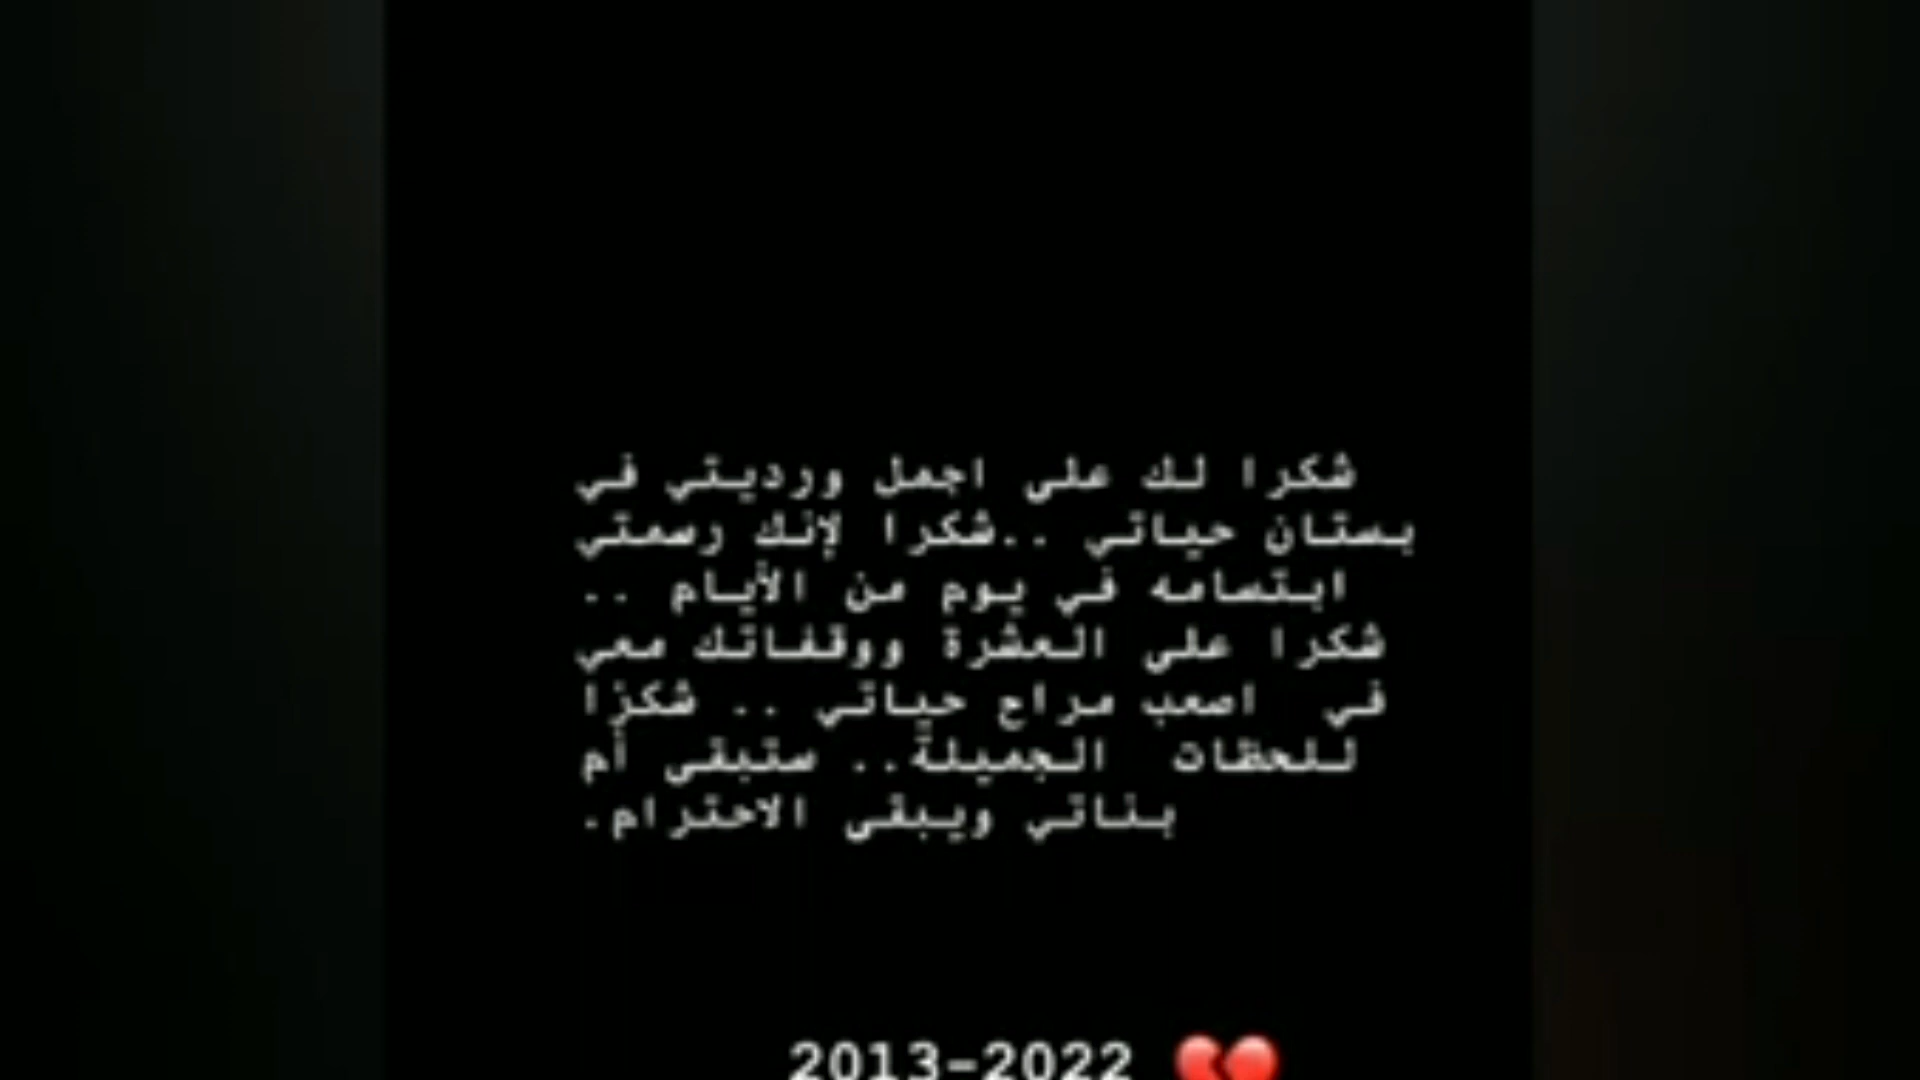 شكرا لك على اجمل ورديتي في
بستان حياتي ..شكرا لإنك رسمتي
ابتسامه في يوم من الأيام ..
شكرا على العشرة ووقفاتك معي
في اصعب مراح حياتي .. شكرًا
للحظات الجميلة.. ستبقى أم
بناتي ويبقى الاحترام.
2013-2022 💔